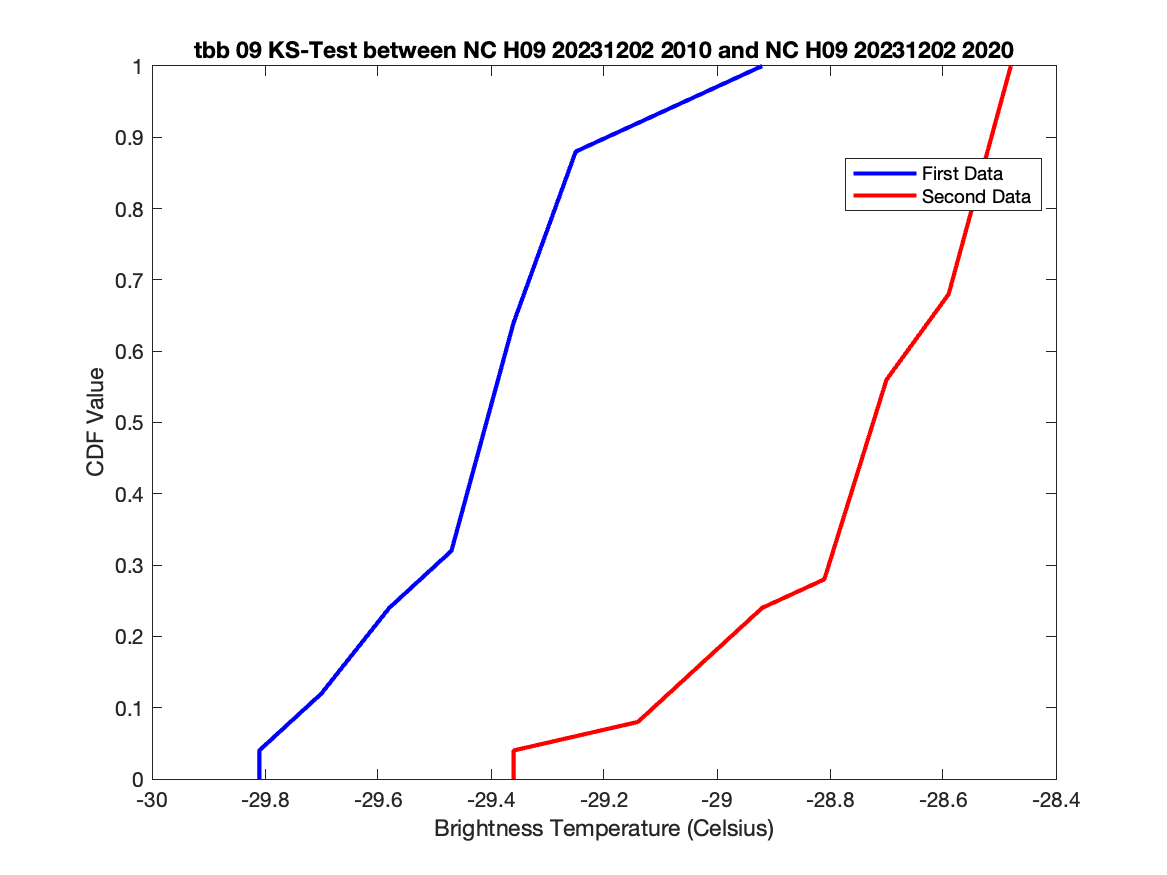 tbb 09 KS-Test between NC H09 20231202 2010 and NC H09 20231202 2020
1
0.9
0.8
0.7
0.6
0.5
0.4
0.3
0.2
0.1
0
CDF Value
First Data
Second Data
-30 -29.8 -29.6 -29.4 -29.2 -29 -28.8 -28.6 -28.4
Brightness Temperature (Celsius)